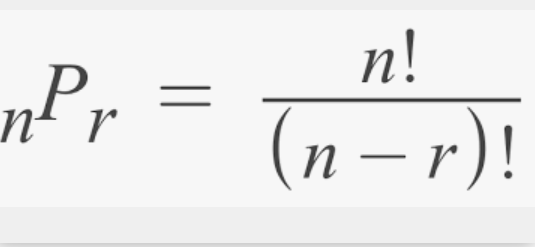 nPr = n! / (n − r)!